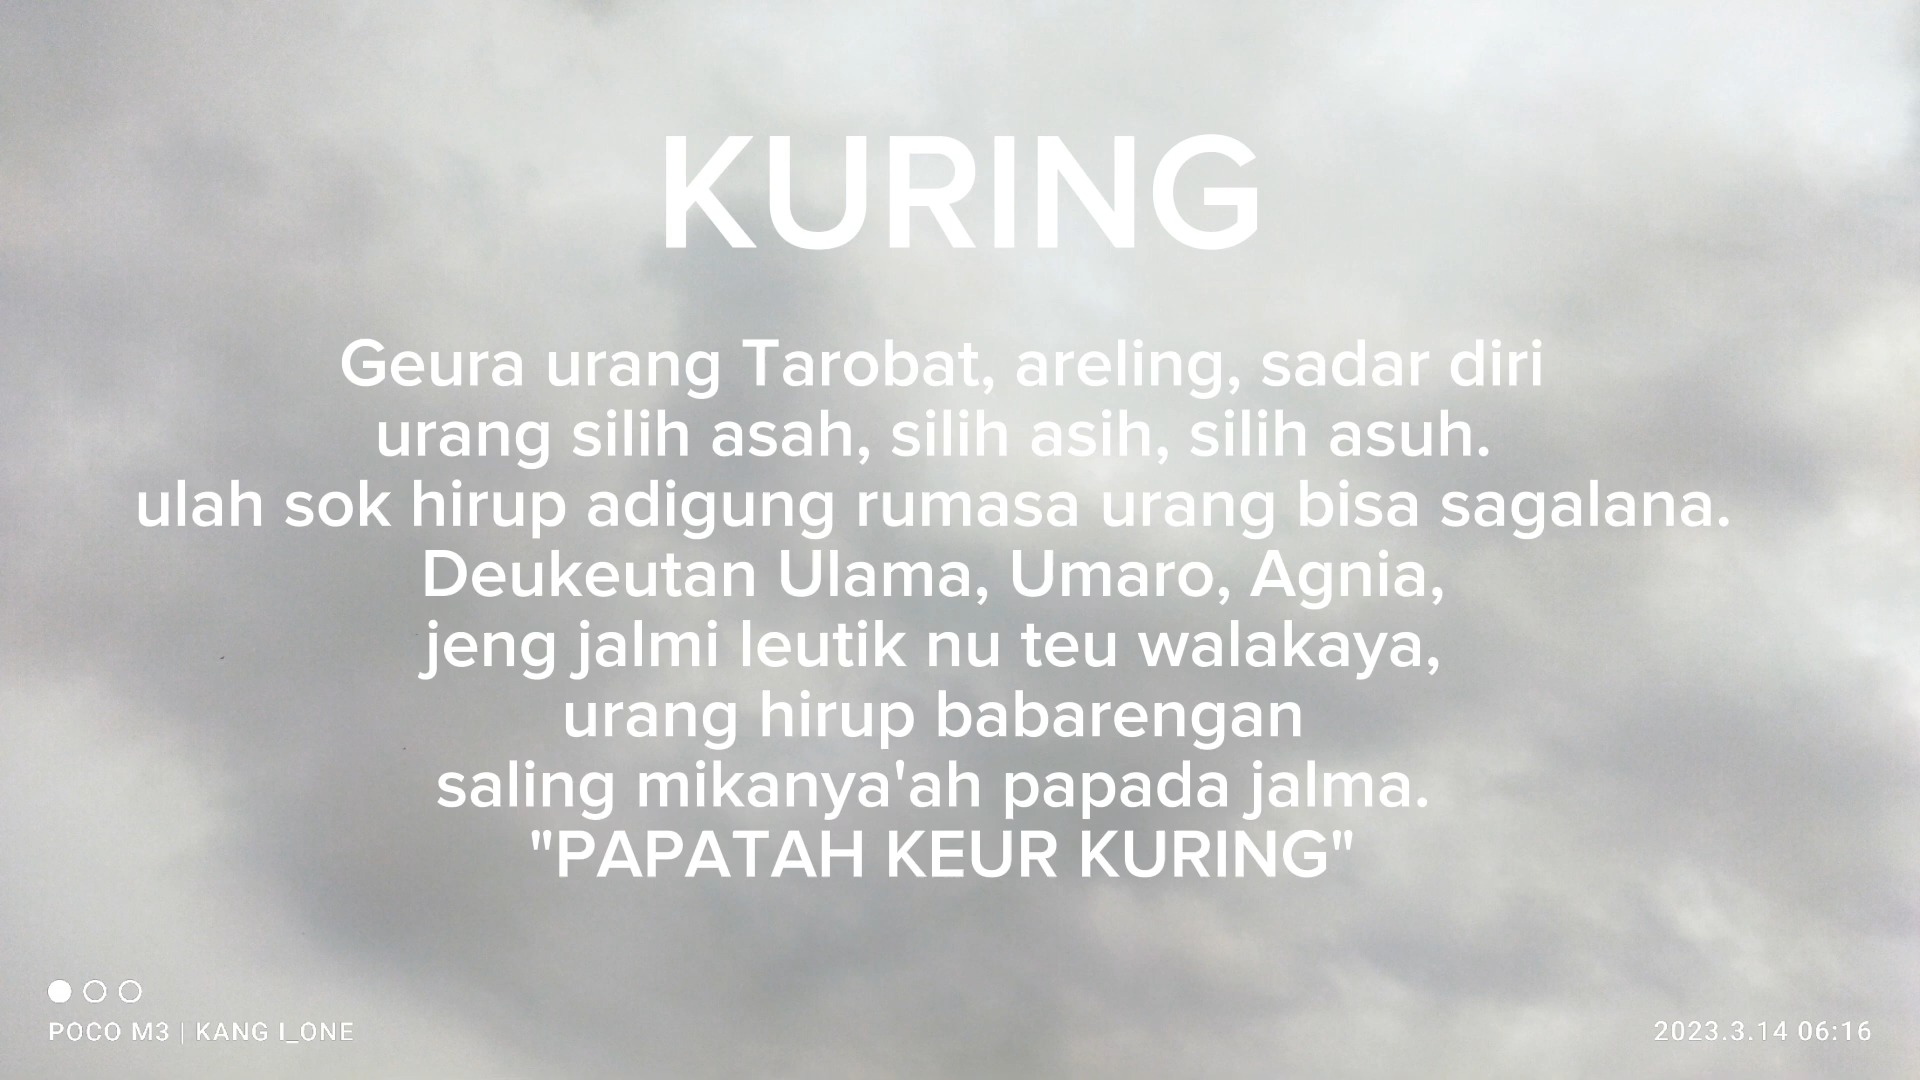 KURING
Geura urang Tarobat, areling, sadar diri
urang silih asah, silih asih, silih asuh.
ulah sok hirup adigung rumasa urang bisa sagalana.
Deukeutan Ulama, Umaro, Agnia,
jeng jalmi leutik nu teu walakaya,
urang hirup babarengan
saling mikanya'ah papada jalma.
"PAPATAH KEUR KURING"
POCO M3 | KANG I_ONE
2023.3.14 06:16